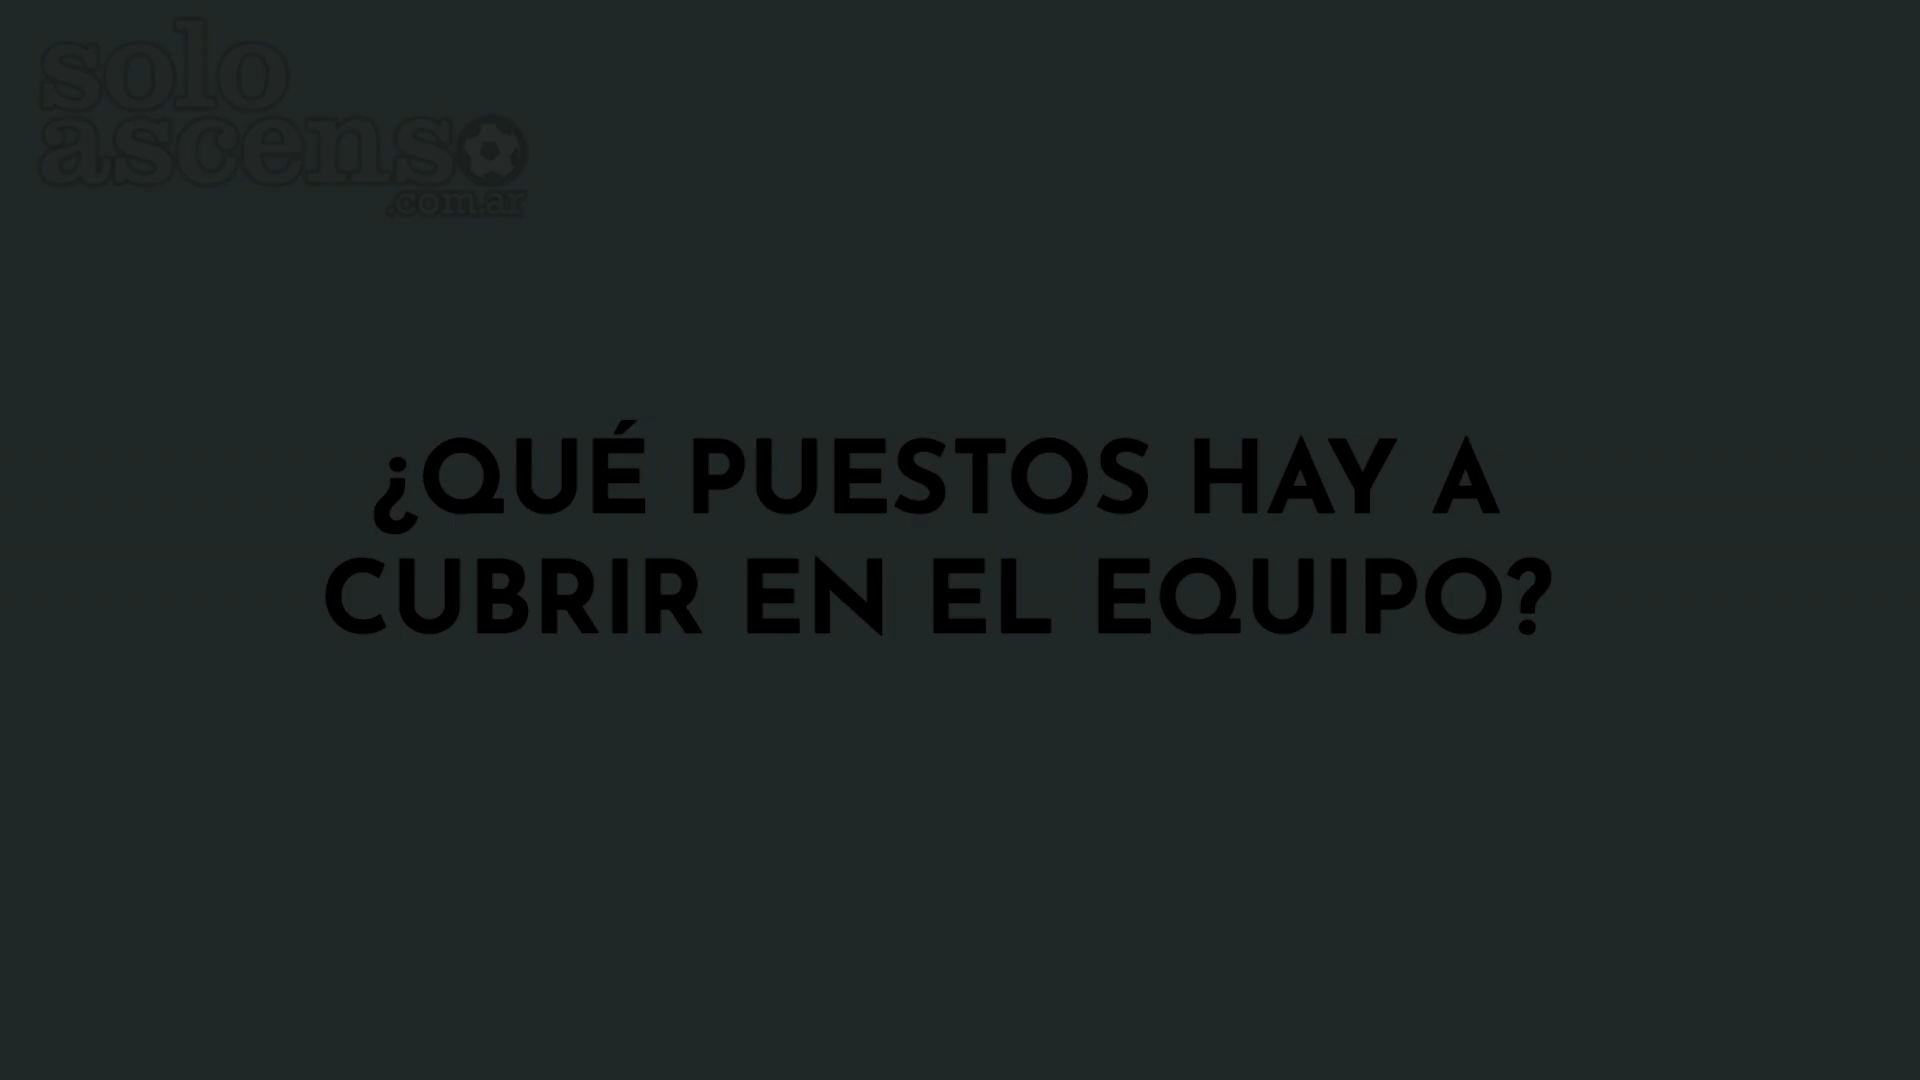 solo
ascenso
.com.ar
¿QUÉ PUESTOS HAY A
CUBRIR EN EL EQUIPO?